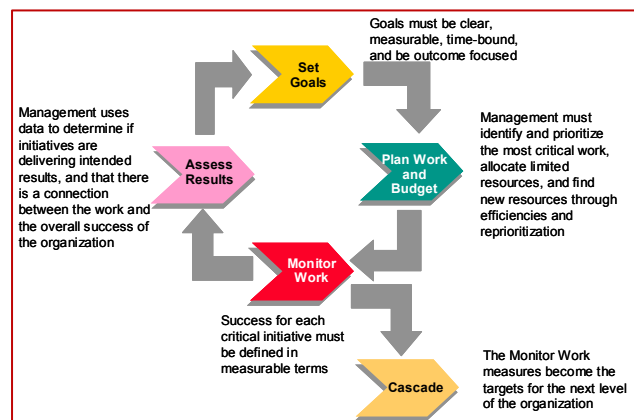 Goals must be clear,
measurable, time-bound,
and be outcome focused
Set
Goals
Management uses
data to determine if
initiatives are
delivering intended
results, and that there
is a connection
between the work and
the overall success of
the organization
Assess
Results
Plan Work
and
Budget
Management must
identify and prioritize
the most critical work,
allocate limited
resources, and find
new resources through
efficiencies and
reprioritization
Monitor
Work
Success for each
critical initiative must
be defined in
measurable terms
Cascade
The Monitor Work
measures become the
targets for the next level
of the organization